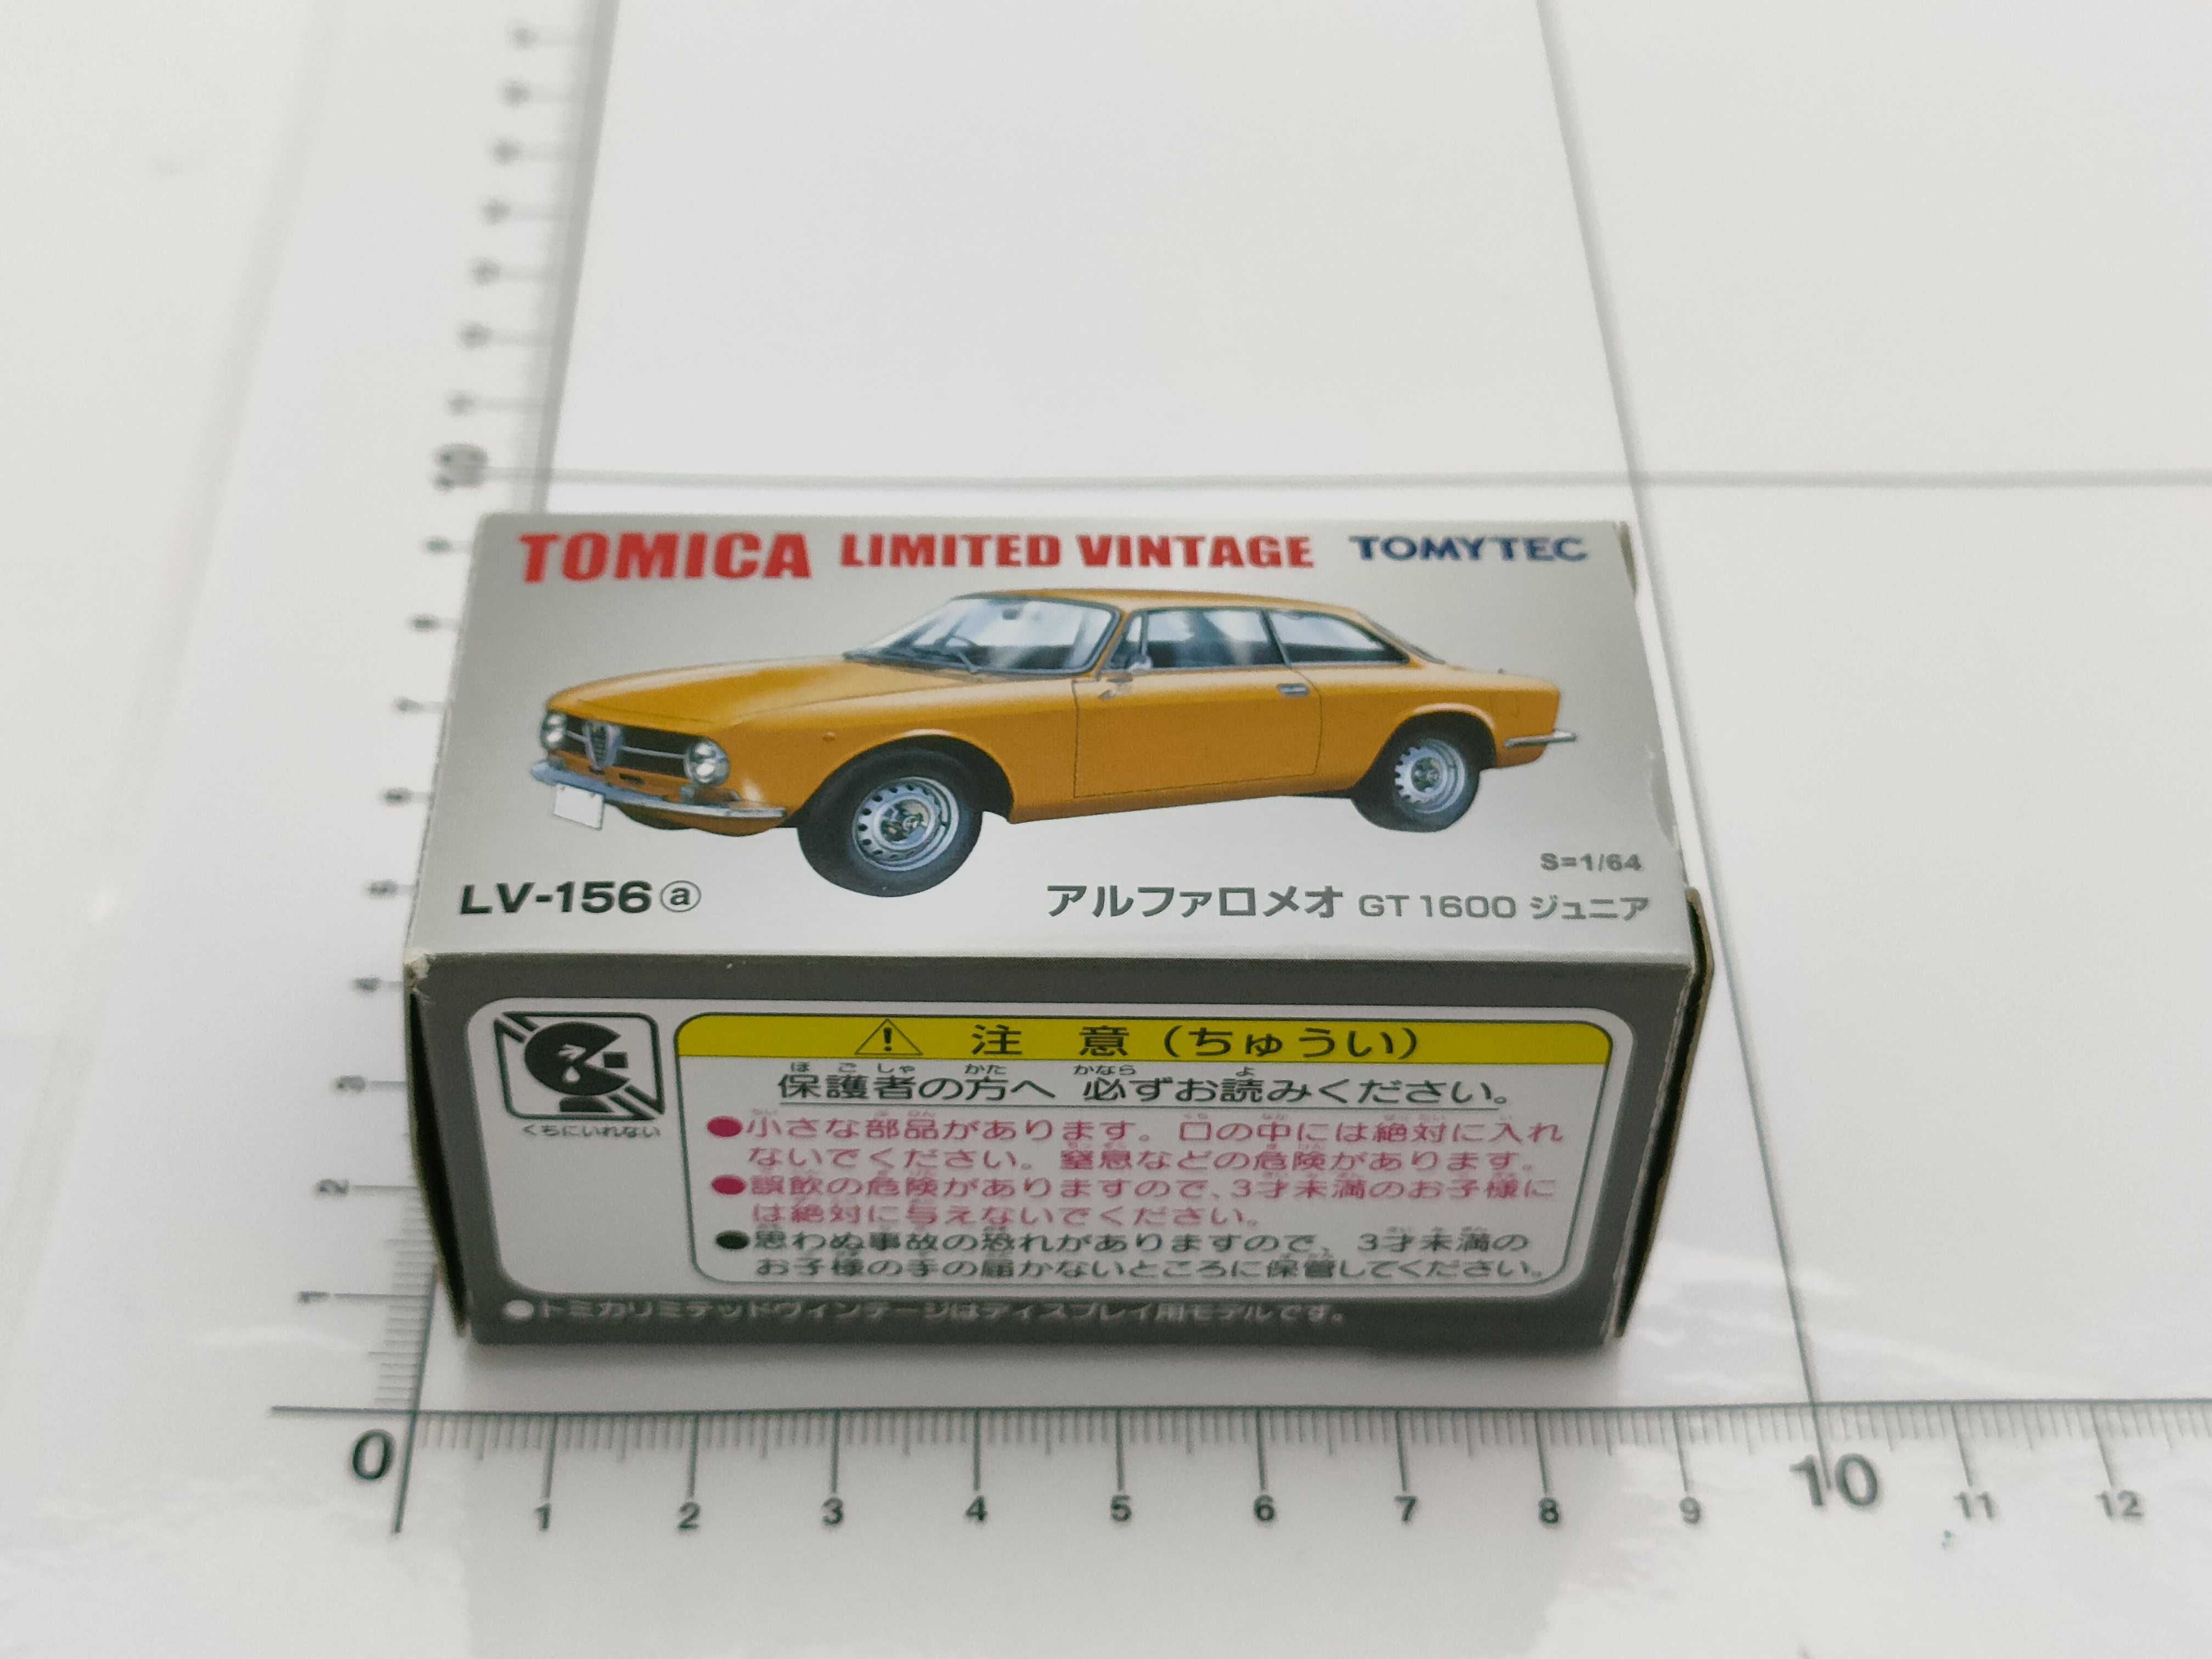 TOMICA LIMITED VINTAGE TOMYTEC
S=1/64
LV-156ⓐ アルファロメオ GT 1600 ジュニア
くちにいれない
⚠ 注 意 (ちゅうい)
保護者の方へ 必ずお読みください。
●小さな部品があります。口の中には絶対に入れ
ないでください。窒息などの危険があります。
●誤飲の危険がありますので、3才未満のお子様に
は絶対に与えないでください。
●思わぬ事故の恐れがありますので、3才未満の
お子様の手の届かないところに保管してください。
●トミカリミテッドヴィンテージはディスプレイ用モデルです。
10
9
8
7
6
5
4
3
2
1
0
1 2 3 4 5 6 7 8 9 10 11 12